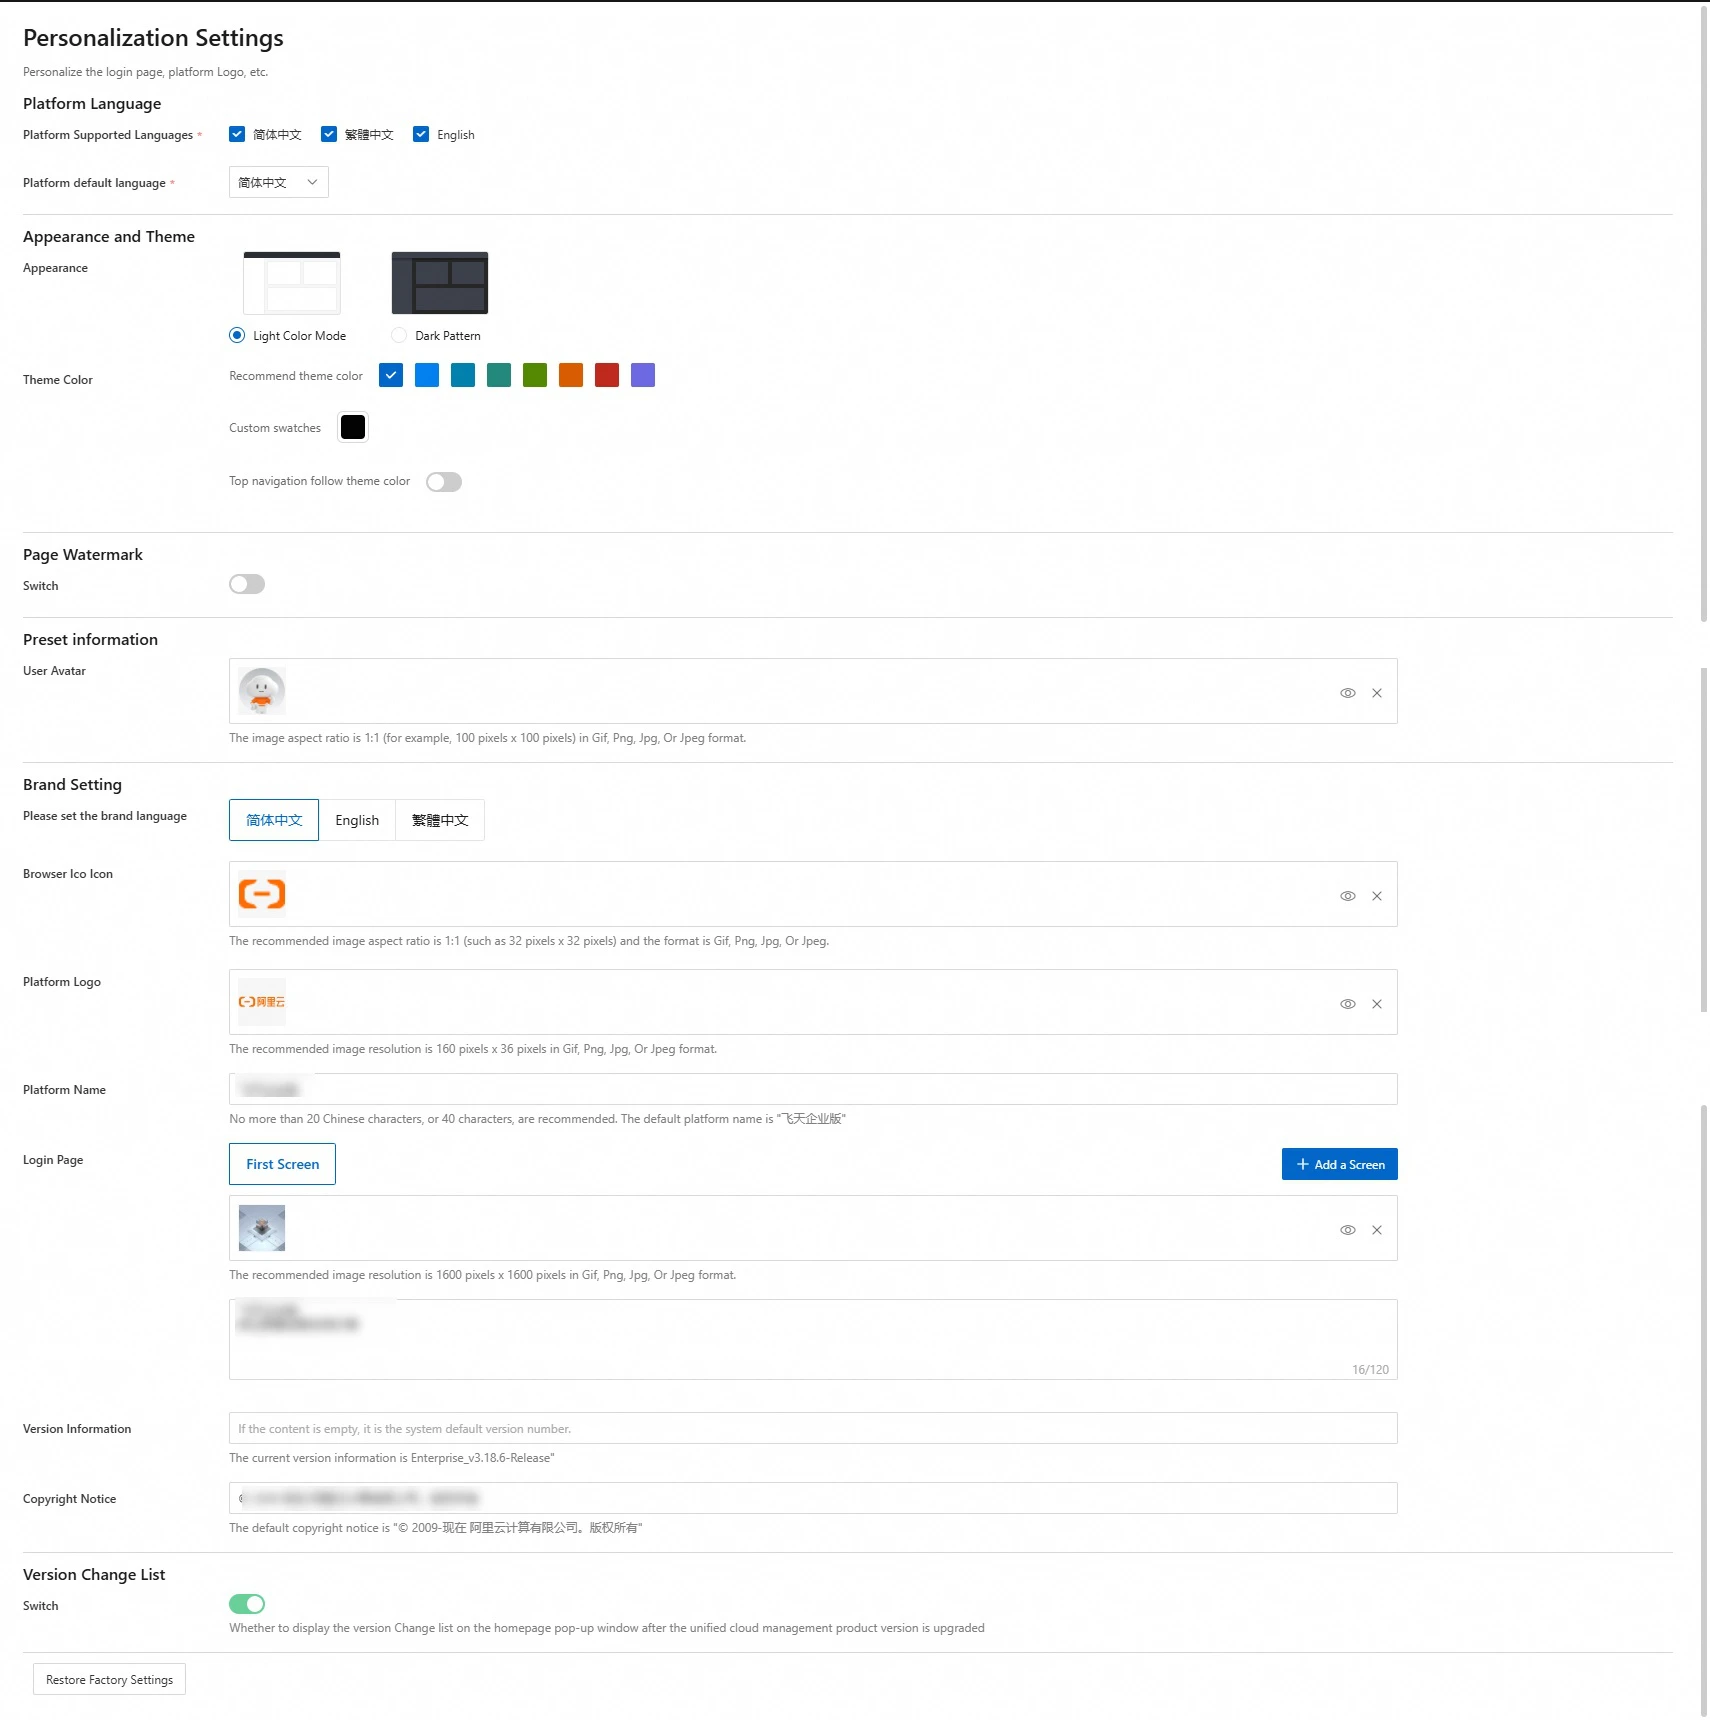 Personalization Settings
Personalize the login page, platform Logo, etc.
Platform Language
Platform Supported Languages * 简体中文 繁體中文 English
Platform default language * 简体中文
Appearance and Theme
Appearance
Light Color Mode Dark Pattern
Theme Color Recommend theme color
Custom swatches
Top navigation follow theme color
Page Watermark
Switch
Preset information
User Avatar
The image aspect ratio is 1:1 (for example, 100 pixels x 100 pixels) in Gif, Png, Jpg, Or Jpeg format.
Brand Setting
Please set the brand language 简体中文 English 繁體中文
Browser Ico Icon
The recommended image aspect ratio is 1:1 (such as 32 pixels x 32 pixels) and the format is Gif, Png, Jpg, Or Jpeg.
Platform Logo
阿里云
The recommended image resolution is 160 pixels x 36 pixels in Gif, Png, Jpg, Or Jpeg format.
Platform Name
No more than 20 Chinese characters, or 40 characters, are recommended. The default platform name is "飞天企业版"
Login Page First Screen + Add a Screen
The recommended image resolution is 1600 pixels x 1600 pixels in Gif, Png, Jpg, Or Jpeg format.
16/120
Version Information If the content is empty, it is the system default version number.
The current version information is Enterprise_v3.18.6-Release"
Copyright Notice
The default copyright notice is "© 2009-现在 阿里云计算有限公司。版权所有"
Version Change List
Switch
Whether to display the version Change list on the homepage pop-up window after the unified cloud management product version is upgraded
Restore Factory Settings